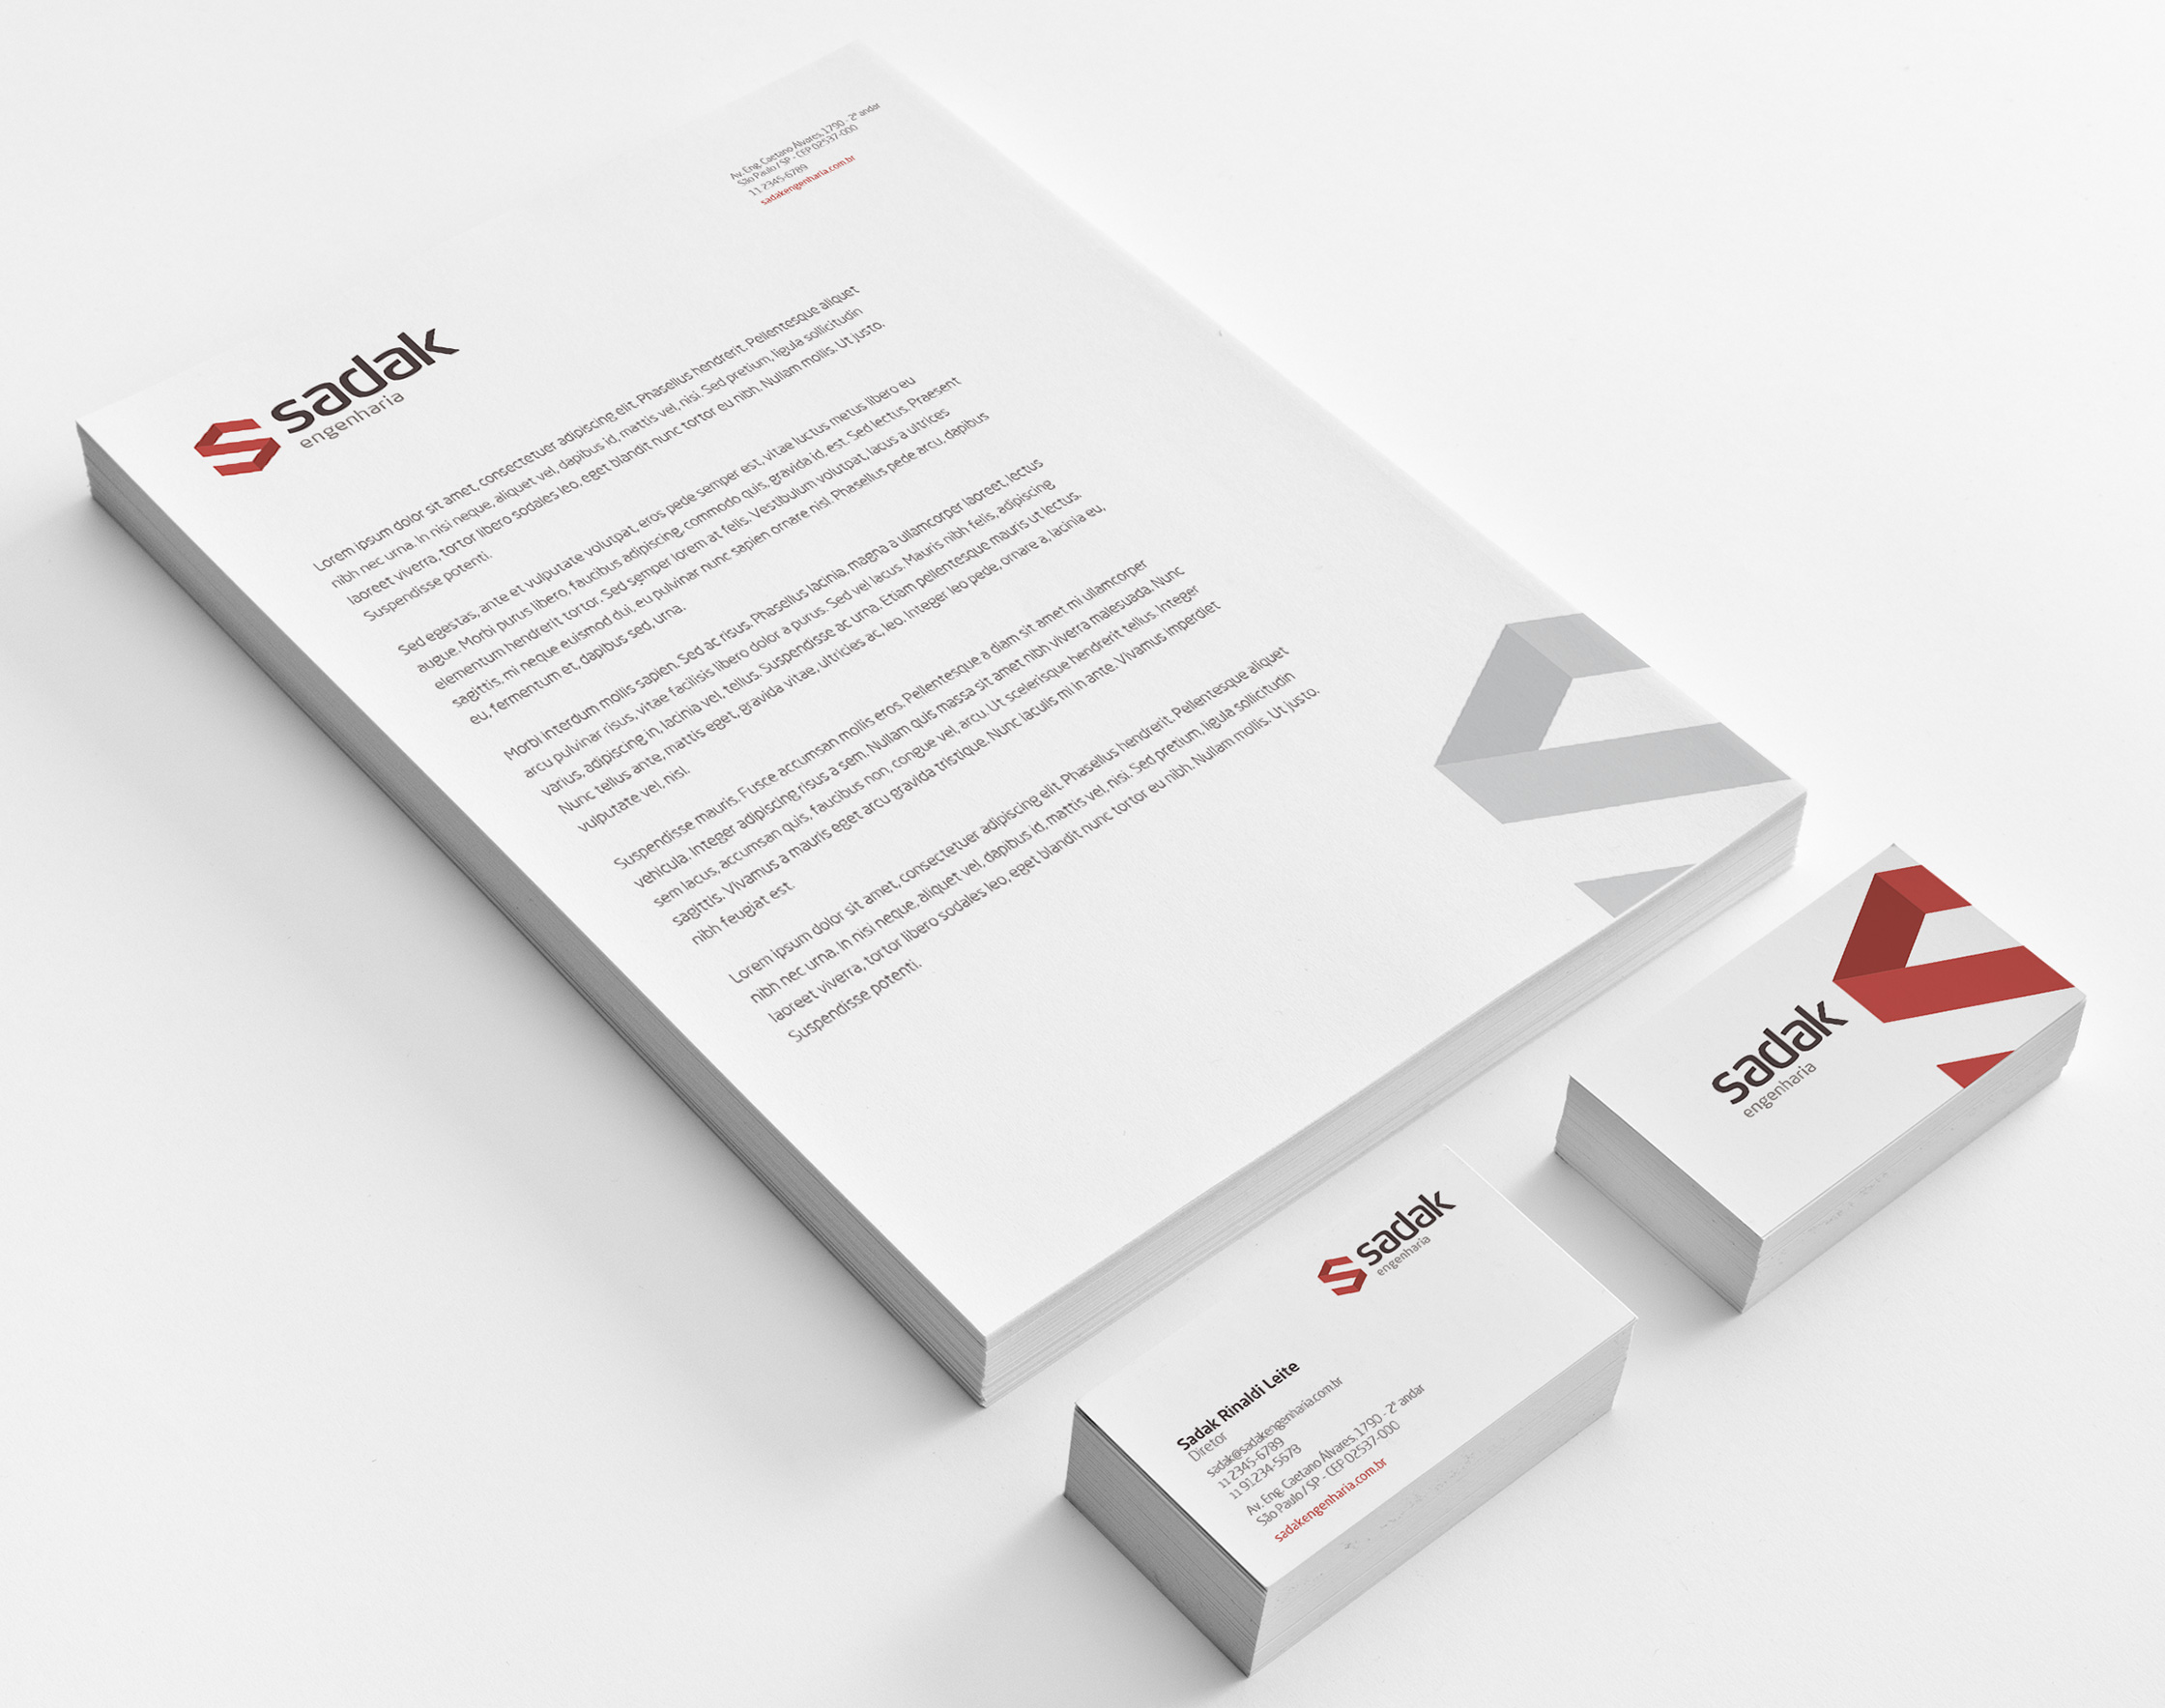 Av. Eng. Caetano Álvares, 1790 - 2º andar
São Paulo / SP - CEP 02537-000
11 2345-6789
sadakengenharia.com.br
sadak
engenharia
Lorem ipsum dolor sit amet, consectetuer adipiscing elit. Phasellus hendrerit. Pellentesque aliquet
nibh nec urna. In nisi neque, aliquet vel, dapibus id, mattis vel, nisi. Sed pretium, ligula sollicitudin
laoreet viverra, tortor libero sodales leo, eget blandit nunc tortor eu nibh. Nullam mollis. Ut justo.
Suspendisse potenti.
Sed egestas, ante et vulputate volutpat, eros pede semper est, vitae luctus metus libero eu
augue. Morbi purus libero, faucibus adipiscing, commodo quis, gravida id, est. Sed lectus. Praesent
elementum hendrerit tortor. Sed semper lorem at felis. Vestibulum volutpat, lacus a ultrices
sagittis, mi neque euismod dui, eu pulvinar nunc sapien ornare nisl. Phasellus pede arcu, dapibus
eu, fermentum et, dapibus sed, urna.
Morbi interdum mollis sapien. Sed ac risus. Phasellus lacinia, magna a ullamcorper laoreet, lectus
arcu pulvinar risus, vitae facilisis libero dolor a purus. Sed vel lacus. Mauris nibh felis, adipiscing
varius, adipiscing in, lacinia vel, tellus. Suspendisse ac urna. Etiam pellentesque mauris ut lectus.
Nunc tellus ante, mattis eget, gravida vitae, ultricies ac, leo. Integer leo pede, ornare a, lacinia eu,
vulputate vel, nisl.
Suspendisse mauris. Fusce accumsan mollis eros. Pellentesque a diam sit amet mi ullamcorper
vehicula. Integer adipiscing risus a sem. Nullam quis massa sit amet nibh viverra malesuada. Nunc
sem lacus, accumsan quis, faucibus non, congue vel, arcu. Ut scelerisque hendrerit tellus. Integer
sagittis. Vivamus a mauris eget arcu gravida tristique. Nunc iaculis mi in ante. Vivamus imperdiet
nibh feugiat est.
Lorem ipsum dolor sit amet, consectetuer adipiscing elit. Phasellus hendrerit. Pellentesque aliquet
nibh nec urna. In nisi neque, aliquet vel, dapibus id, mattis vel, nisi. Sed pretium, ligula sollicitudin
laoreet viverra, tortor libero sodales leo, eget blandit nunc tortor eu nibh. Nullam mollis. Ut justo.
Suspendisse potenti.
sadak
engenharia
sadak
engenharia
Sadak Rinaldi Leite
Diretor
sadak@sadakengenharia.com.br
11 2345-6789
11 91234-5678
Av. Eng. Caetano Álvares, 1790 - 2º andar
São Paulo / SP - CEP 02537-000
sadakengenharia.com.br